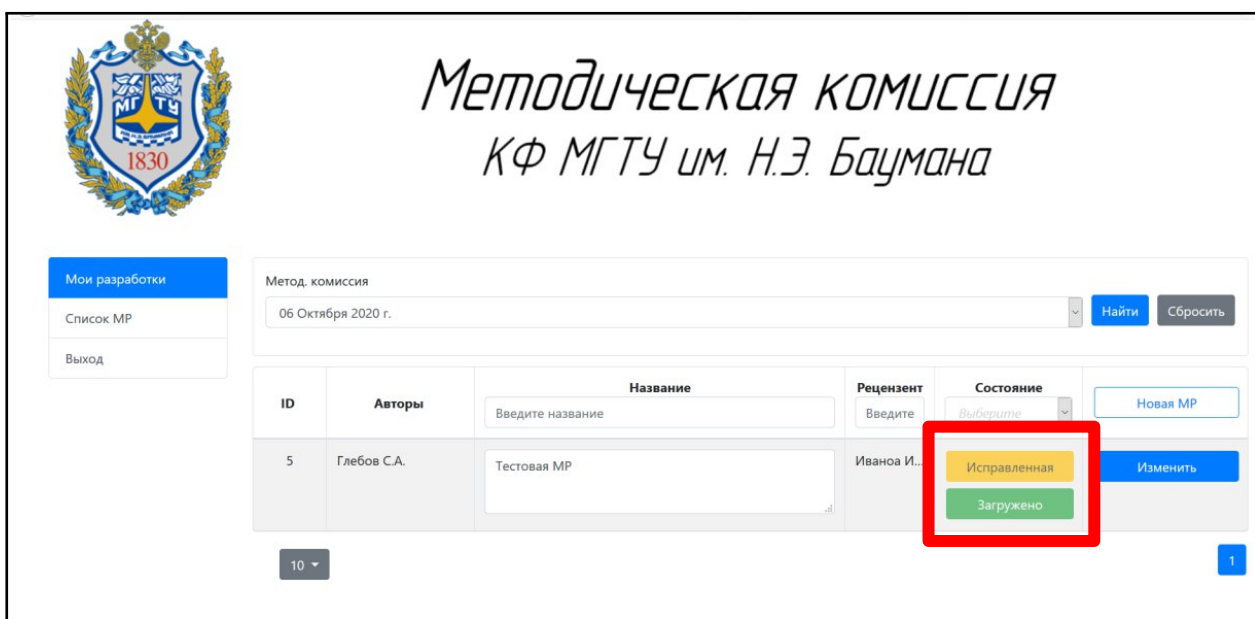 МГТУ
1830
Методическая комиссия
КФ МГТУ им. Н.Э. Баумана
Мои разработки
Список МР
Выход
Метод. комиссия
06 Октября 2020 г.
Найти
Сбросить
ID
Авторы
Название
Введите название
Рецензент
Введите
Состояние
Выберите
Новая МР
5
Глебов С.А.
Тестовая МР
Иваноа И...
Исправленная
Загружено
Изменить
10
1